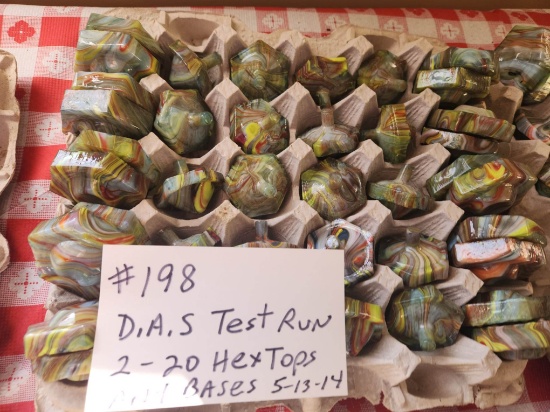 #198
D.A.S Test Run
2-20 HexTops
BASES 5-13-14